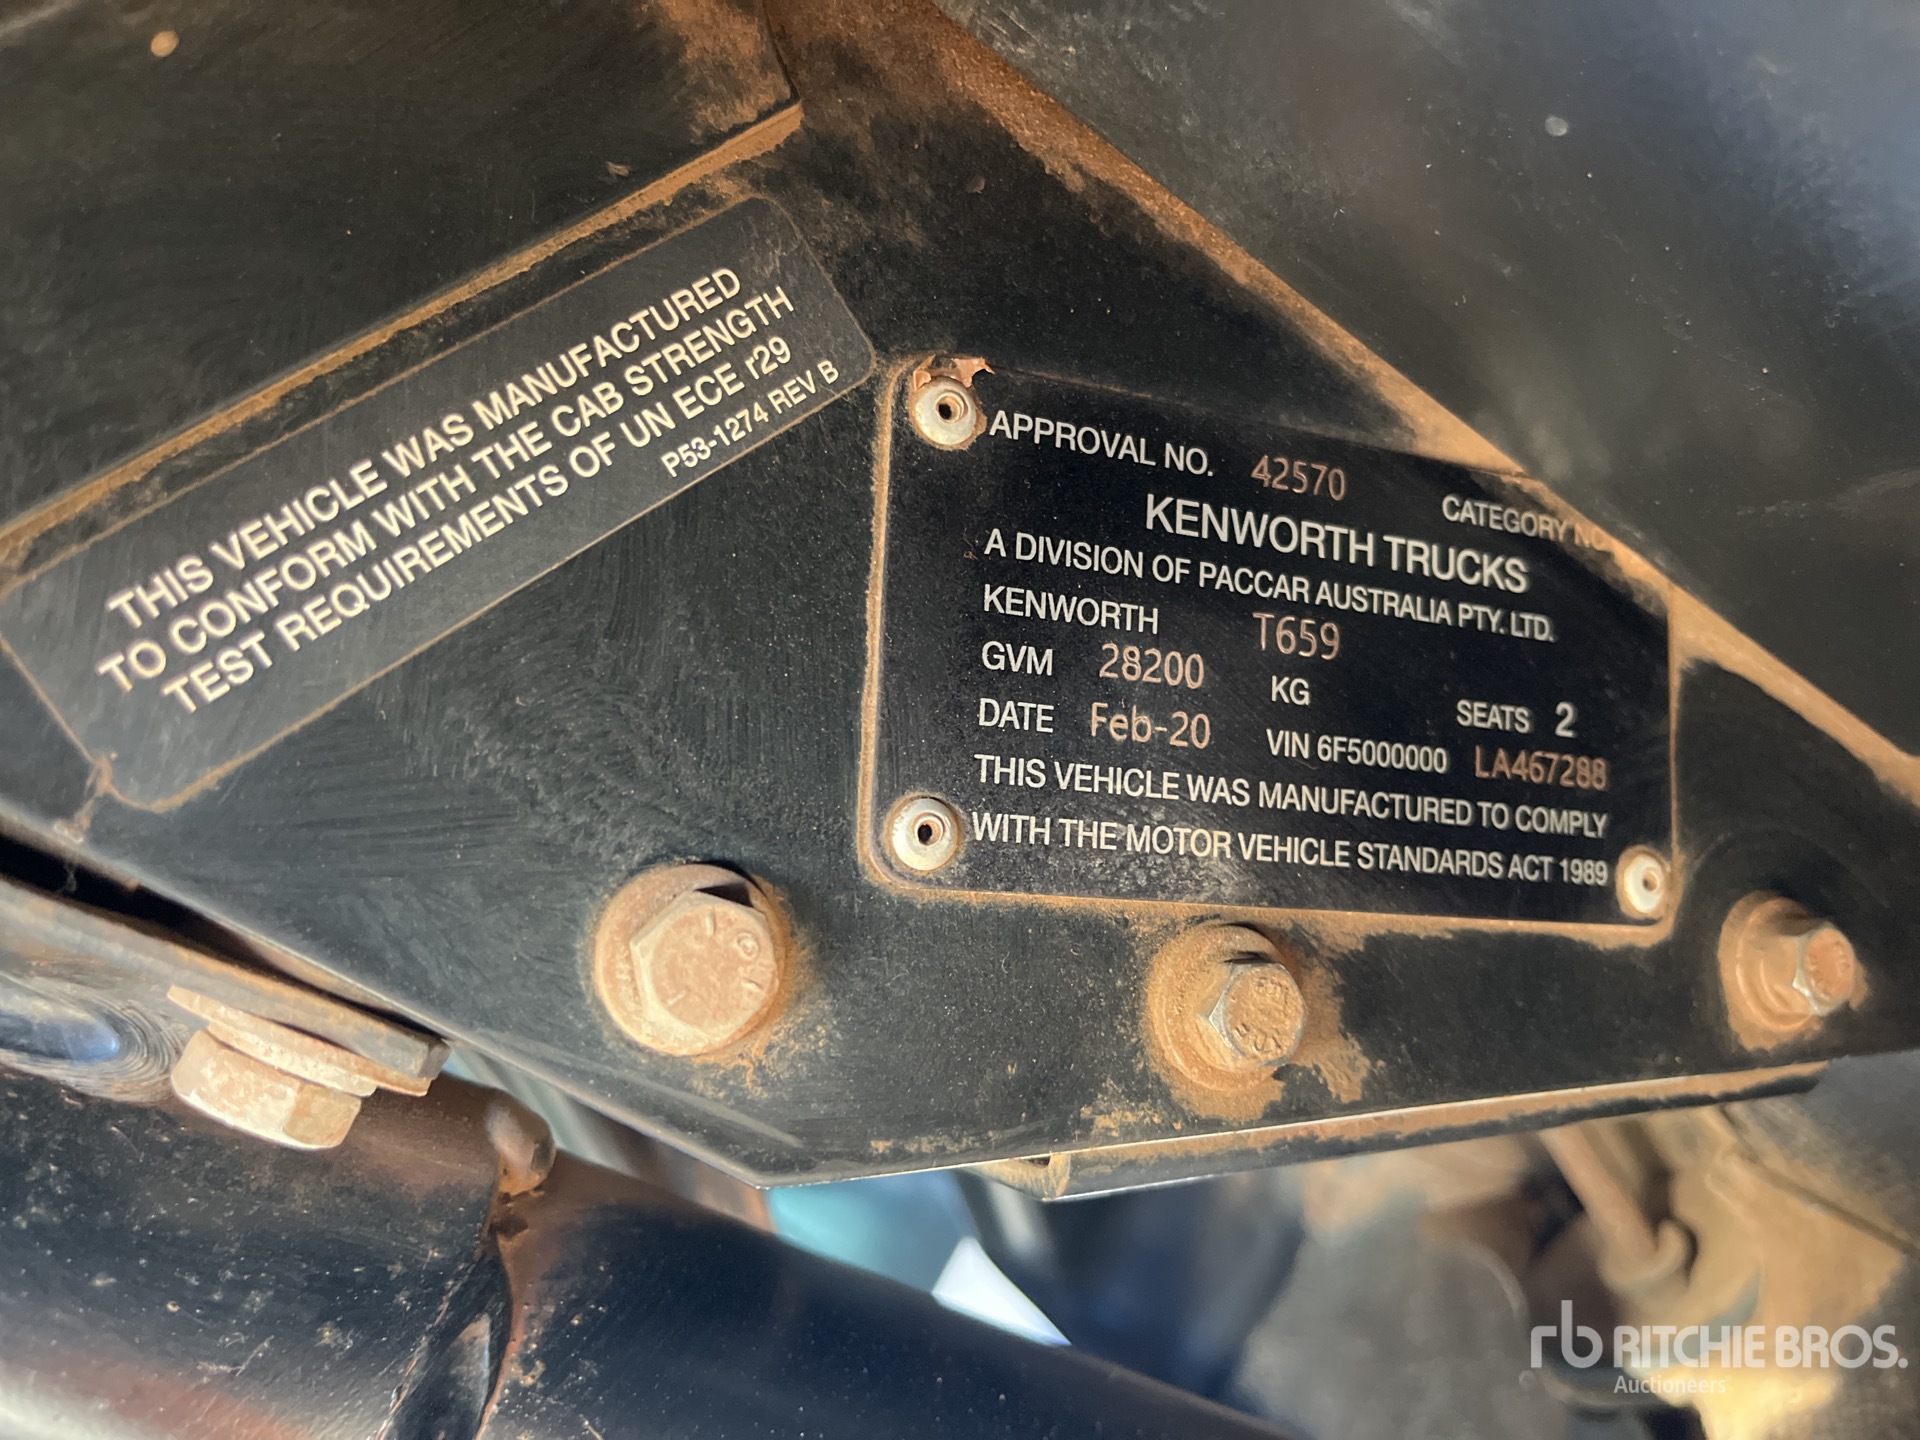 THIS VEHICLE WAS MANUFACTURED
TO CONFORM WITH THE CAB STRENGTH
TEST REQUIREMENTS OF UN ECE r29
P53-1274 REV B
APPROVAL NO. 42570 CATEGORY NO.
KENWORTH TRUCKS
A DIVISION OF PACCAR AUSTRALIA PTY. LTD.
KENWORTH T659
GVM 28200 KG SEATS 2
DATE Feb-20 VIN 6F5000000 LA467288
THIS VEHICLE WAS MANUFACTURED TO COMPLY
WITH THE MOTOR VEHICLE STANDARDS ACT 1989
rb RITCHIE BROS.
Auctioneers